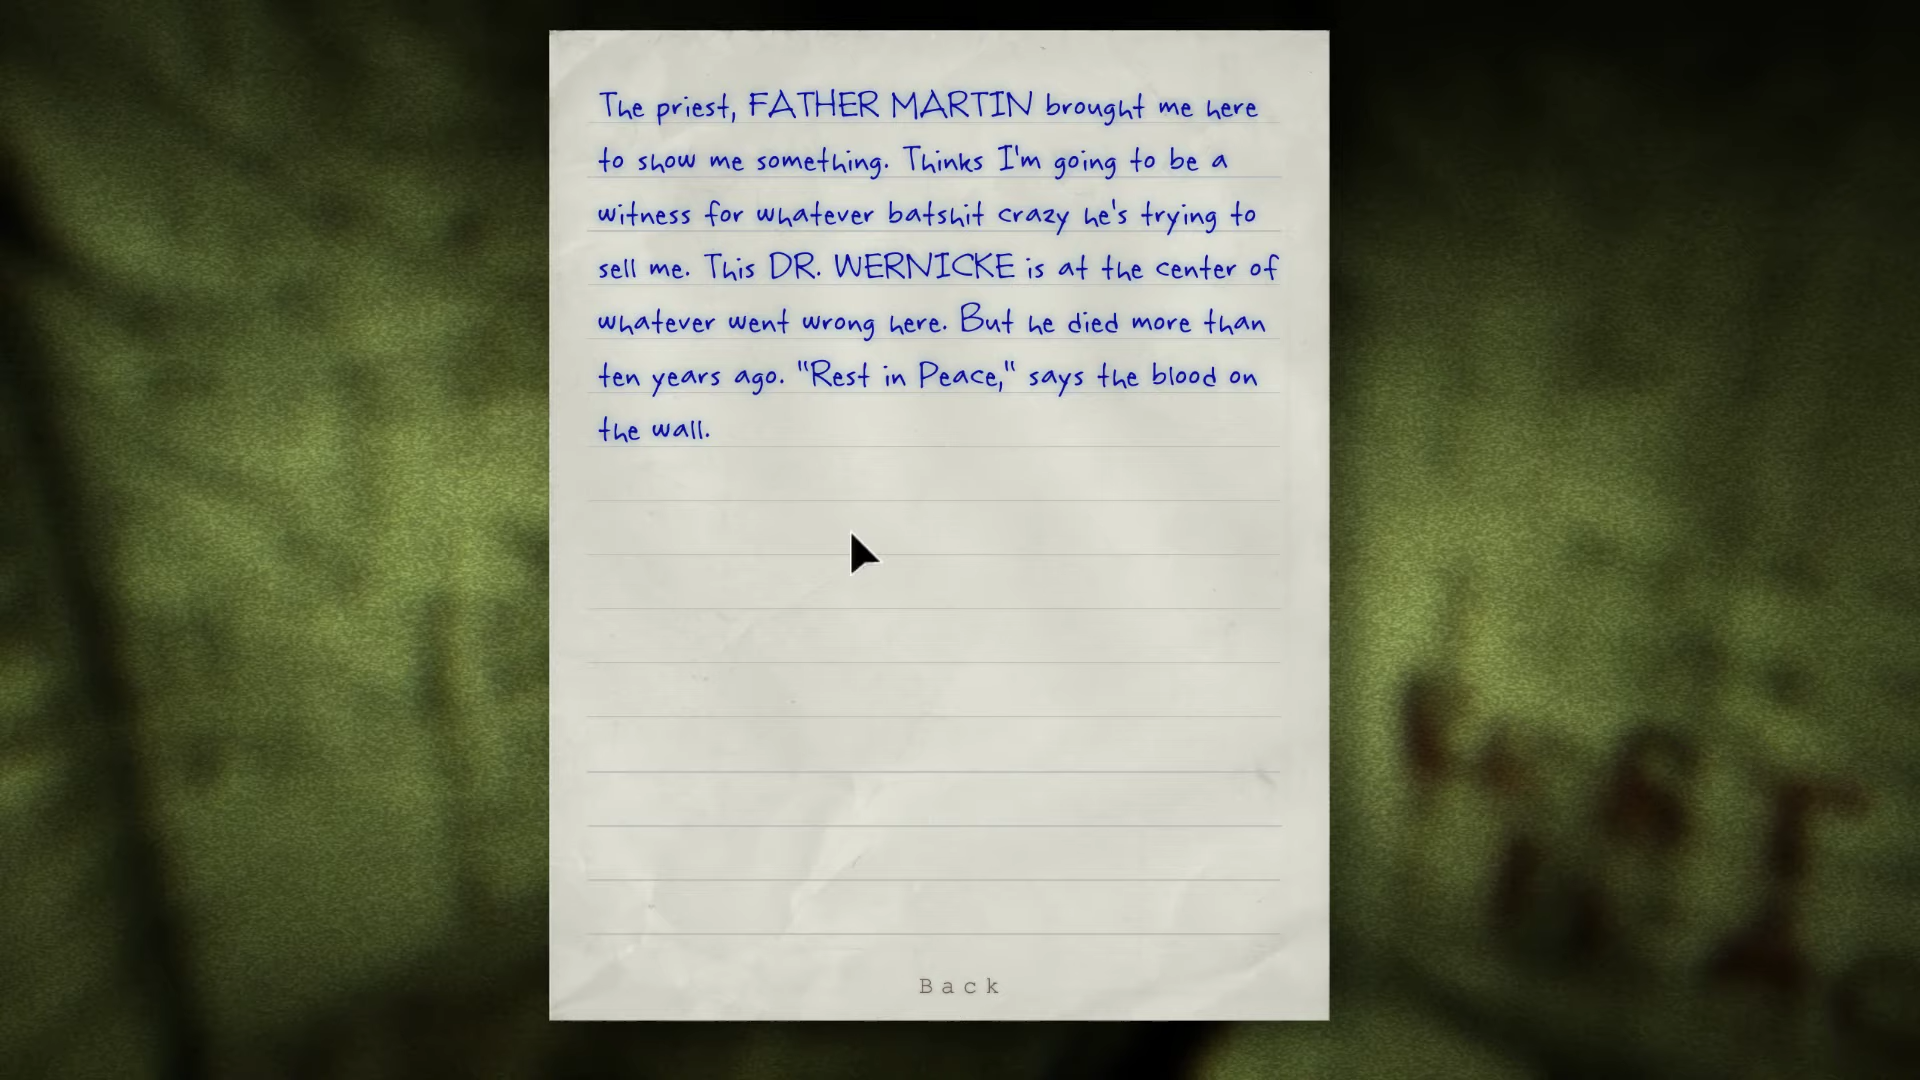 The priest, FATHER MARTIN brought me here
to show me something. Thinks I'm going to be a
witness for whatever batshit crazy he's trying to
sell me. This DR. WERNICKE is at the center of
whatever went wrong here. But he died more than
ten years ago. "Rest in Peace," says the blood on
the wall.
Back